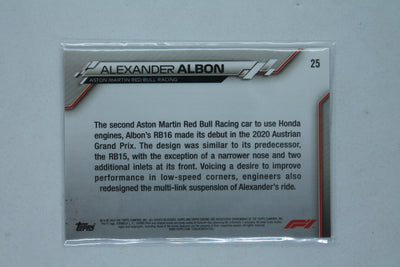 ALEXANDER ALBON
25
ASTON MARTIN RED BULL RACING
The second Aston Martin Red Bull Racing car to use Honda
engines, Albon's RB16 made its debut in the 2020 Austrian
Grand Prix. The design was similar to its predecessor,
the RB15, with the exception of a narrower nose and two
additional inlets at its front. Voicing a desire to improve
performance in low-speed corners, engineers also
redesigned the multi-link suspension of Alexander's ride.
Topps
F1